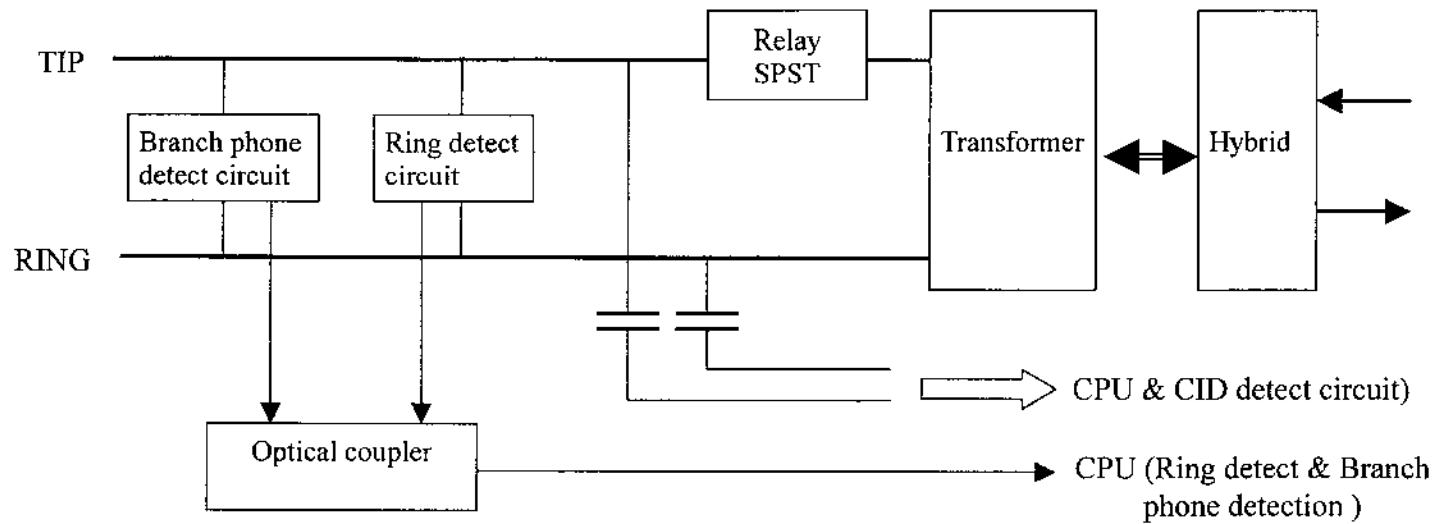 TIP
Relay
SPST
Branch phone
detect circuit
Ring detect
circuit
Transformer
Hybrid
RING
CPU & CID detect circuit)
Optical coupler
CPU (Ring detect & Branch
phone detection )